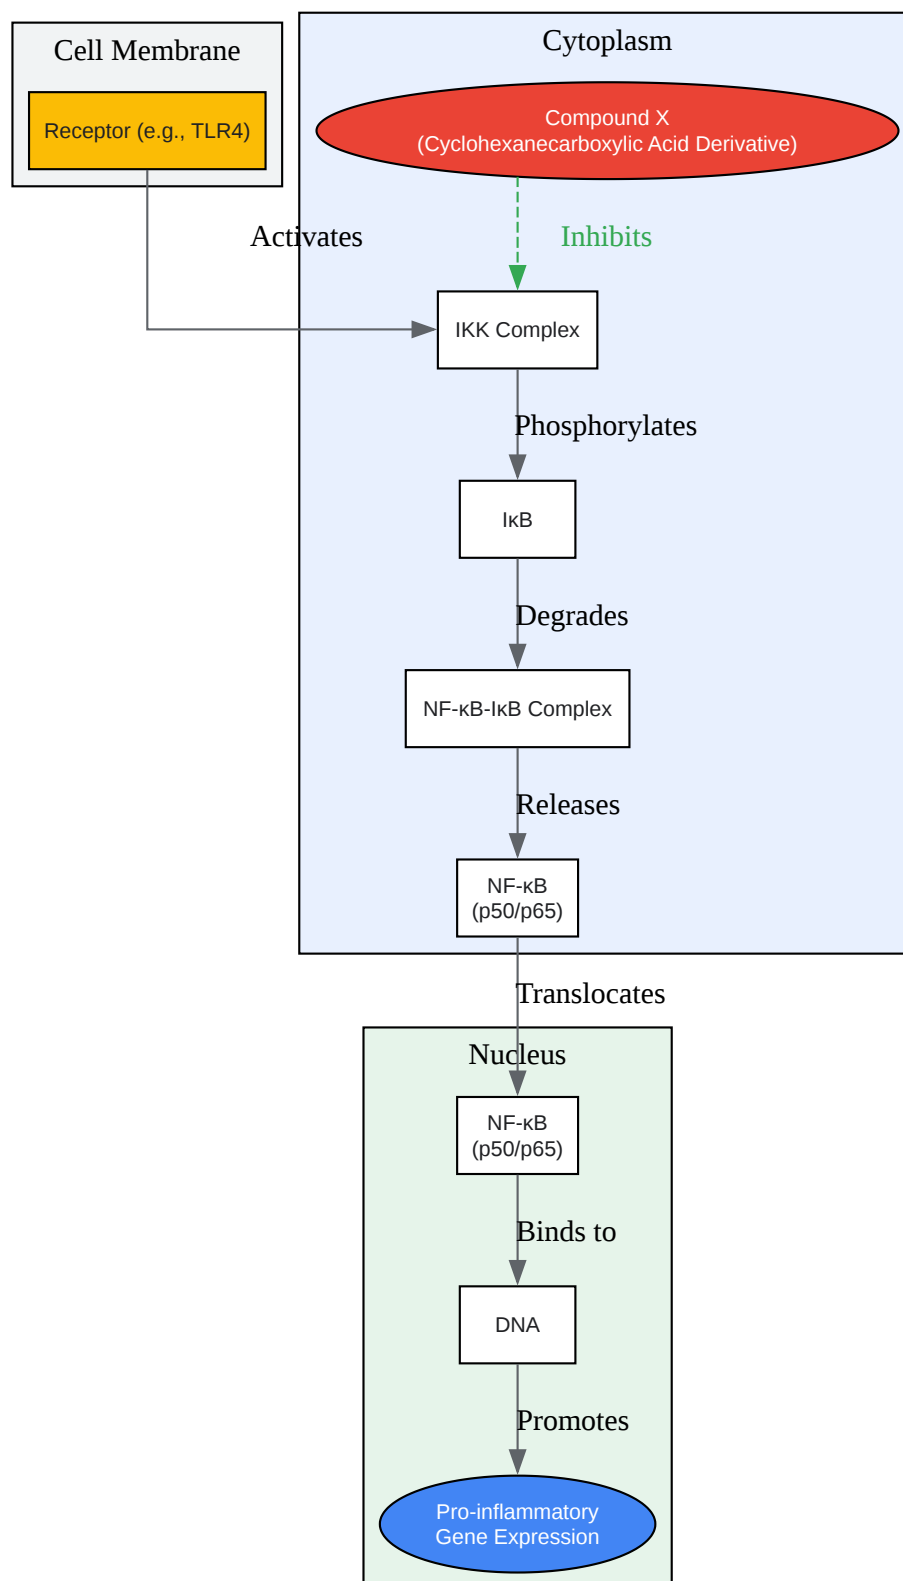 Cell Membrane
Receptor (e.g., TLR4)
Cytoplasm
Compound X
(Cyclohexanecarboxylic Acid Derivative)
Activates
Inhibits
IKK Complex
Phosphorylates
IκB
Degrades
NF-κB-IκB Complex
Releases
NF-κB
(p50/p65)
Translocates
Nucleus
NF-κB
(p50/p65)
Binds to
DNA
Promotes
Pro-inflammatory
Gene Expression